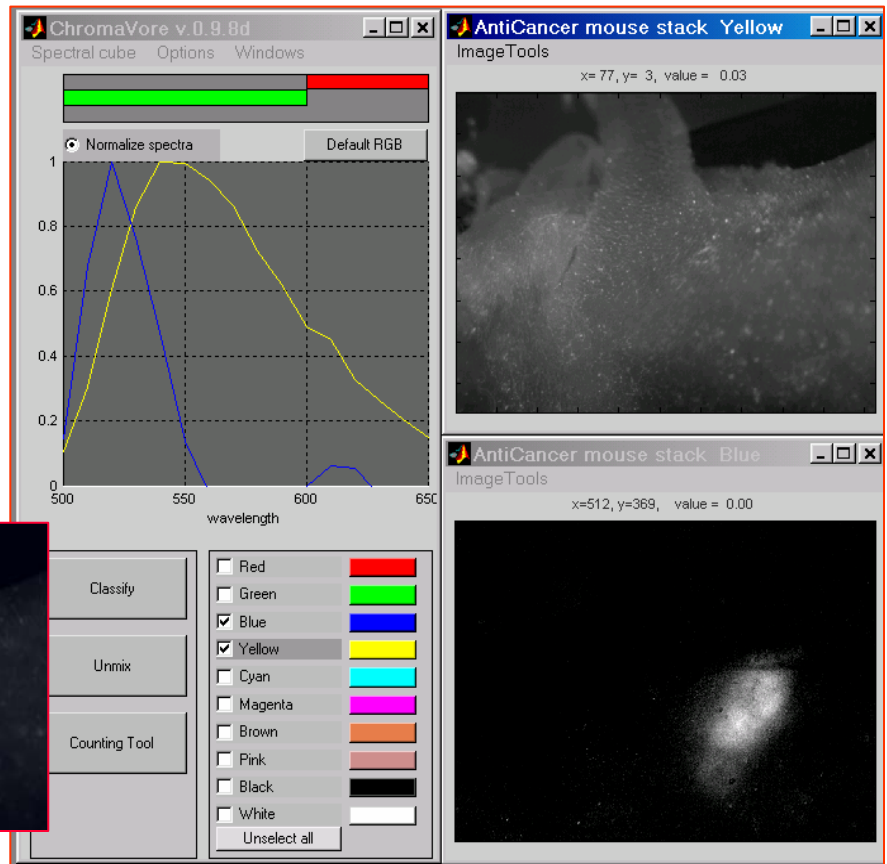 ChromaVore v.0.9.8d
Spectral cube Options Windows
Normalize spectra
Default RGB
1
0.8
0.6
0.4
0.2
0
500 550 600 650
wavelength
Classify
Unmix
Counting Tool
Red
Green
Blue
Yellow
Cyan
Magenta
Brown
Pink
Black
White
Unselect all
AntiCancer mouse stack Yellow
ImageTools
x= 77, y= 3, value = 0.03
AntiCancer mouse stack Blue
ImageTools
x=512, y=369, value = 0.00